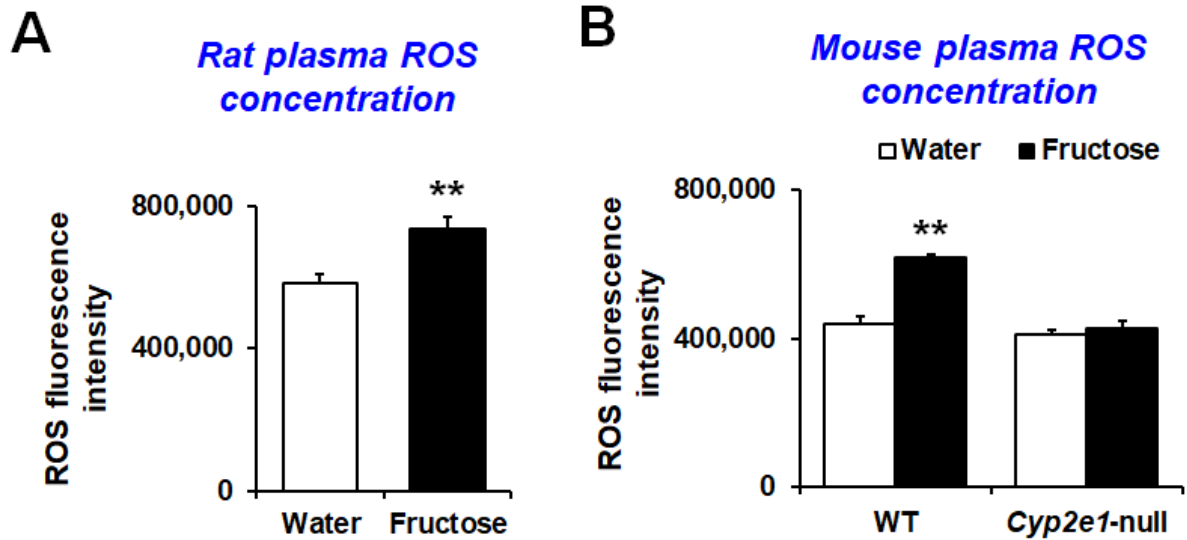 A
Rat plasma ROS
concentration
ROS fluorescence
intensity
800,000
400,000
0
**
Water
Fructose
B
Mouse plasma ROS
concentration
Water
Fructose
ROS fluorescence
intensity
800,000
400,000
0
**
WT
Cyp2e1-null